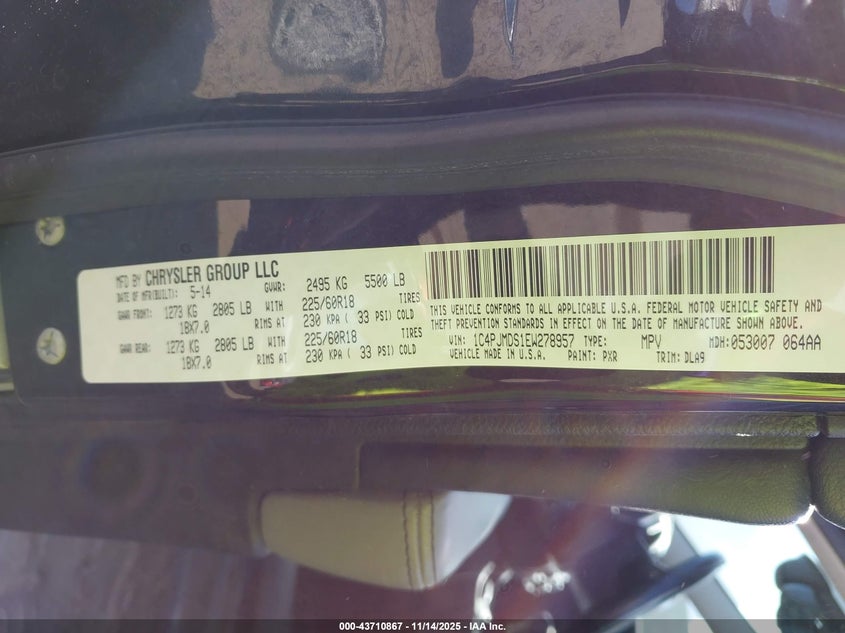 MFD BY CHRYSLER GROUP LLC
DATE OF MFR(BUILT) 5-14 GVWR: 2495 KG 5500 LB
GAWR FRONT: 1273 KG 2805 LB WITH 225/60R18 TIRES
18X7.0 RIMS AT 230 KPA ( 33 PSI) COLD
GAWR REAR: 1273 KG 2805 LB WITH 225/60R18 TIRES
18X7.0 RIMS AT 230 KPA ( 33 PSI) COLD
THIS VEHICLE CONFORMS TO ALL APPLICABLE U.S.A. FEDERAL MOTOR VEHICLE SAFETY AND
THEFT PREVENTION STANDARDS IN EFFECT ON THE DATE OF MANUFACTURE SHOWN ABOVE.
VIN: 1C4PJMDS1EW278957 TYPE: MPV MDH: 053007 064AA
VEHICLE MADE IN U.S.A. PAINT: PXR TRIM: DLA9
000-43710867 - 11/14/2025 - IAA Inc.